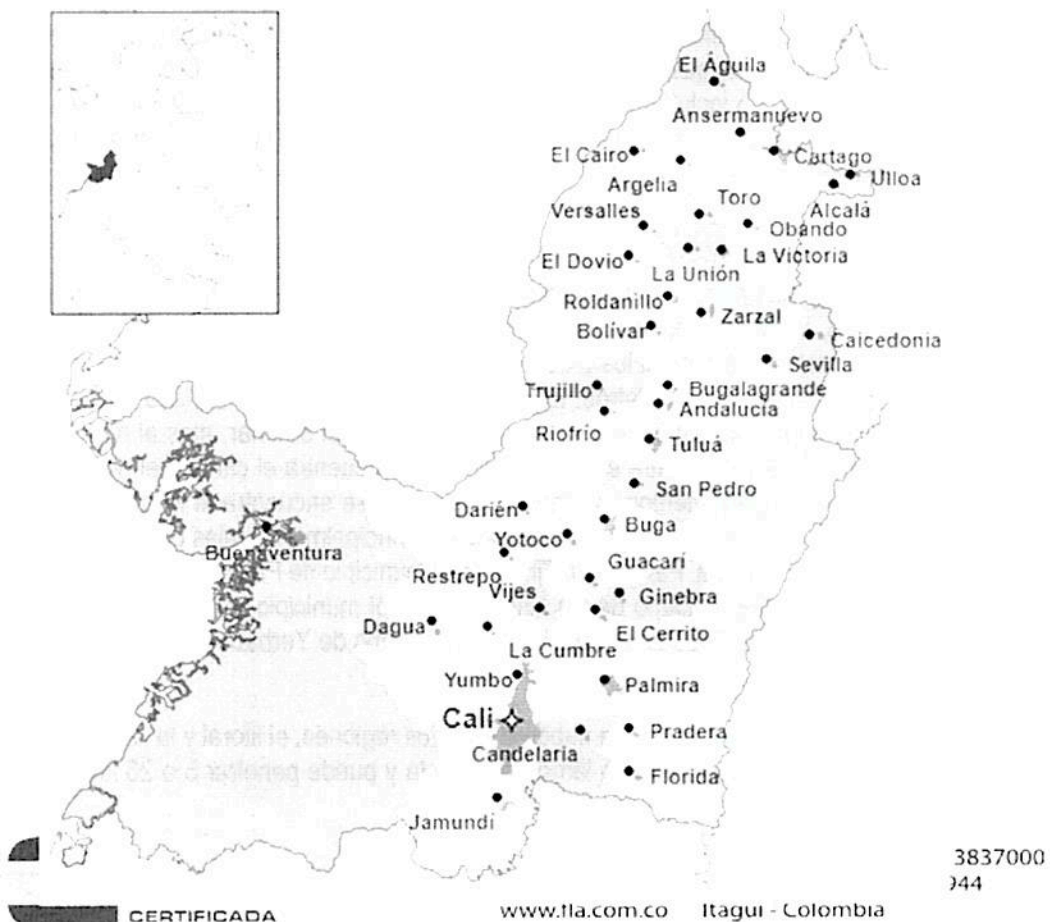 El Águila
Ansermanuevo
El Cairo
Cartago
Argelia
Ulloa
Alcalá
Toro
Versalles
Obando
El Dovio
La Victoria
La Unión
Roldanillo
Zarzal
Bolívar
Caicedonia
Sevilla
Trujillo
Bugalagrande
Andalucía
Riofrío
Tuluá
San Pedro
Darién
Buga
Yotoco
Buenaventura
Guacarí
Restrepo
Vijes
Ginebra
Dagua
El Cerrito
La Cumbre
Yumbo
Palmira
Cali
Pradera
Candelaria
Florida
Jamundí
3837000
944
CERTIFICADA
www.fla.com.co Itagui - Colombia